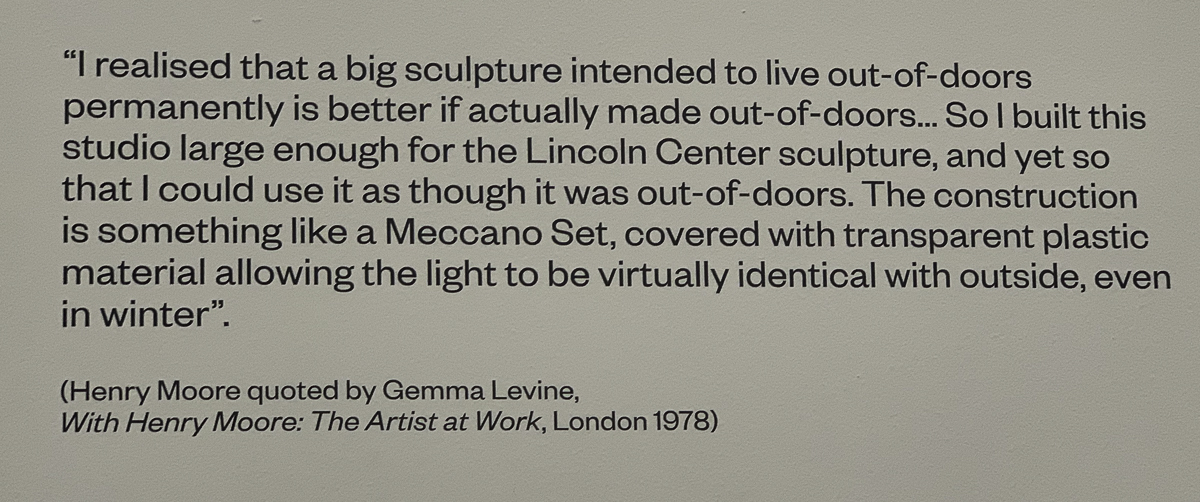 “I realised that a big sculpture intended to live out-of-doors
permanently is better if actually made out-of-doors... So I built this
studio large enough for the Lincoln Center sculpture, and yet so
that I could use it as though it was out-of-doors. The construction
is something like a Meccano Set, covered with transparent plastic
material allowing the light to be virtually identical with outside, even
in winter”.
(Henry Moore quoted by Gemma Levine,
With Henry Moore: The Artist at Work, London 1978)